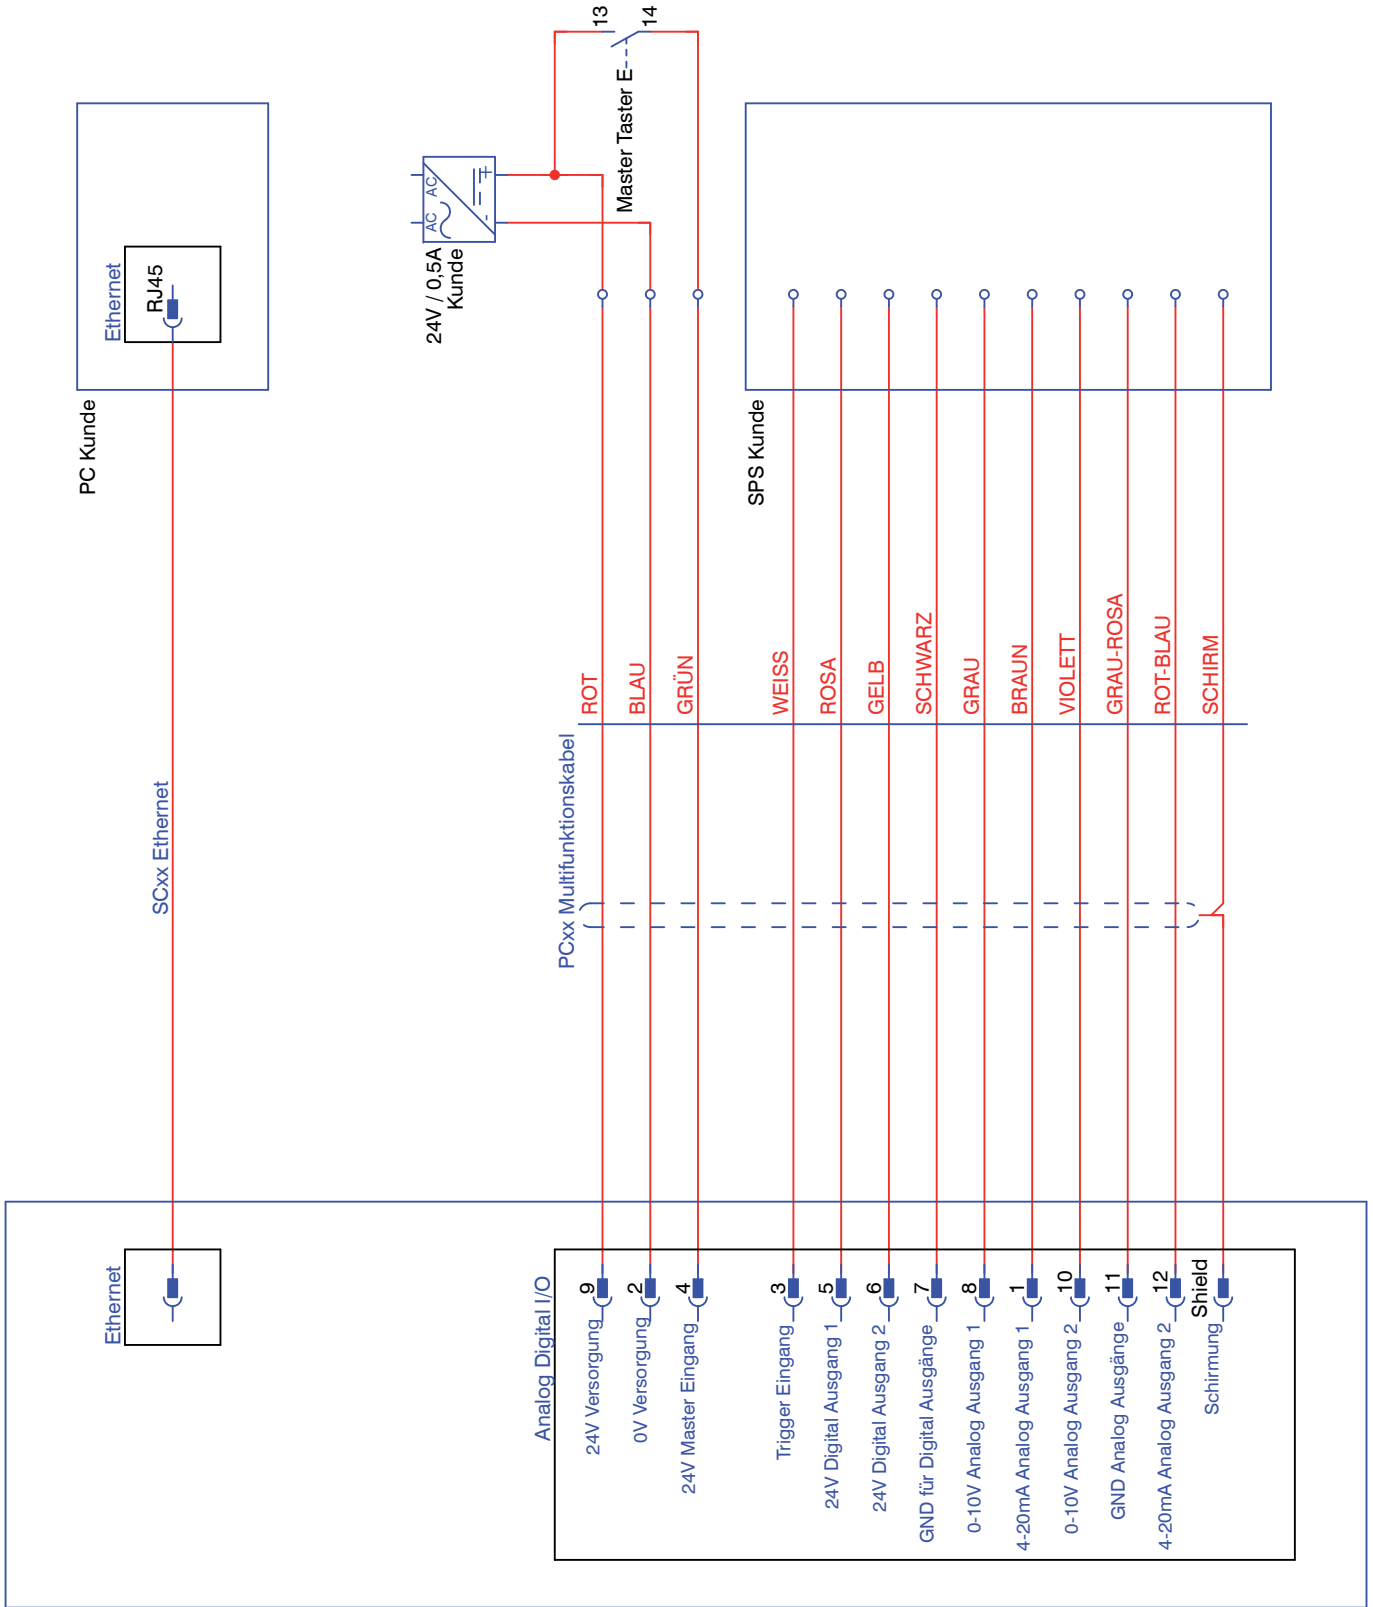 Ethernet
RJ45
PC Kunde
SCxx Ethernet
Ethernet
AC
AC
+
-
24V / 0,5A
Kunde
13
14
Master Taster E
SPS Kunde
PCxx Multifunktionskabel
ROT
BLAU
GRÜN
WEISS
ROSA
GELB
SCHWARZ
GRAU
BRAUN
VIOLETT
GRAU-ROSA
ROT-BLAU
SCHIRM
Analog Digital I/O
24V Versorgung 9
0V Versorgung 2
24V Master Eingang 4
Trigger Eingang 3
24V Digital Ausgang 1 5
24V Digital Ausgang 2 6
GND für Digital Ausgänge 7
0-10V Analog Ausgang 1 8
4-20mA Analog Ausgang 1 1
0-10V Analog Ausgang 2 10
GND Analog Ausgänge 11
4-20mA Analog Ausgang 2 12
Schirmung Shield